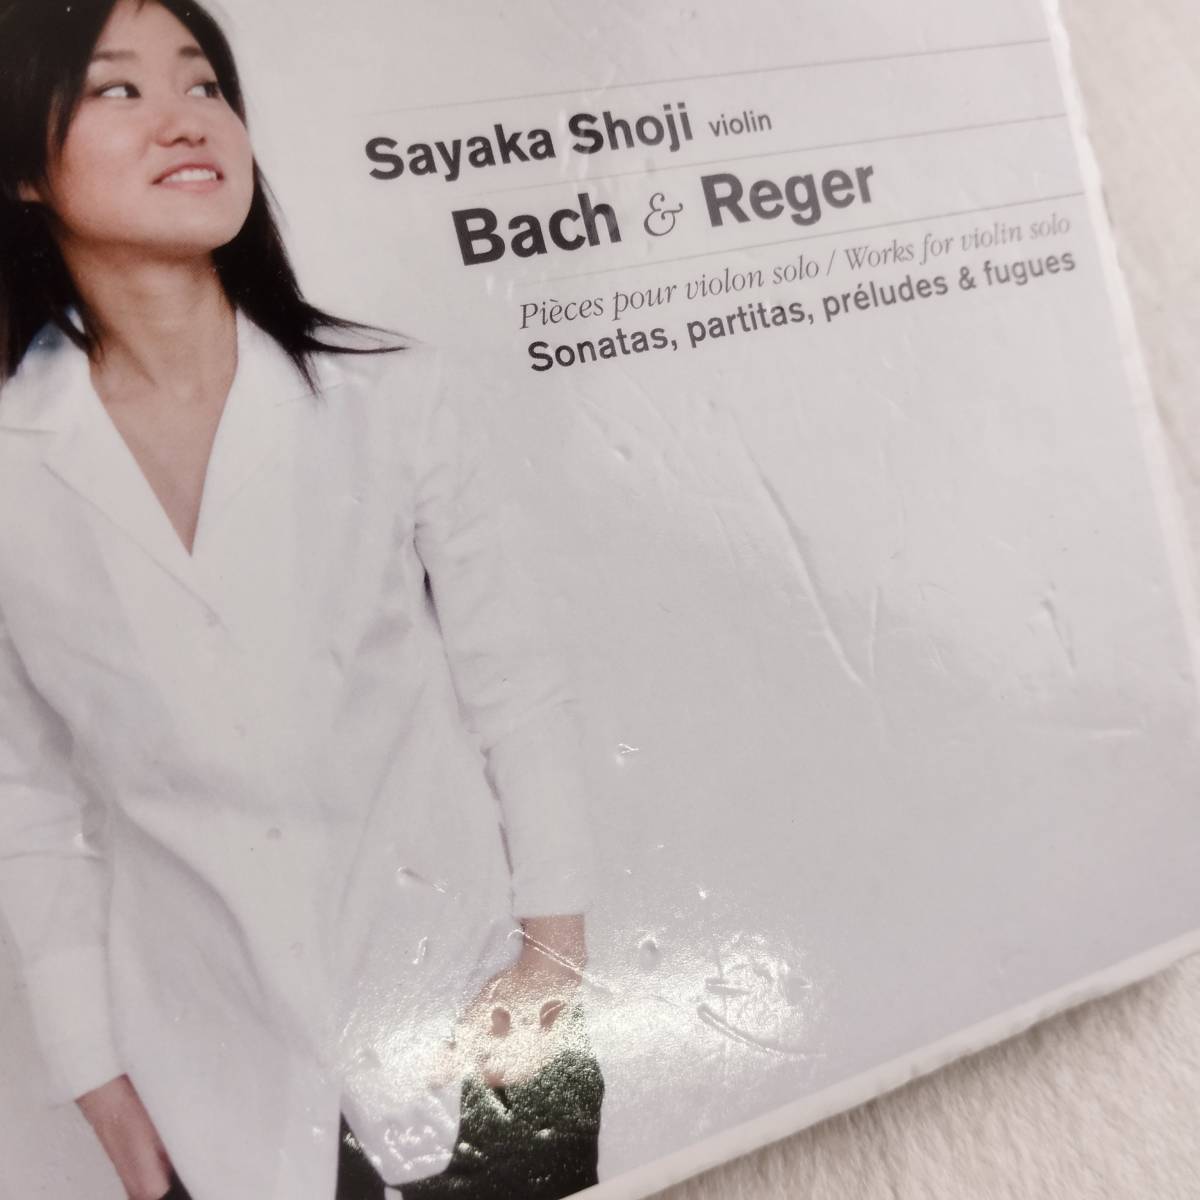 Sayaka Shoji violin
Bach & Reger
Pièces pour violon solo / Works for violin solo
Sonatas, partitas, préludes & fugues